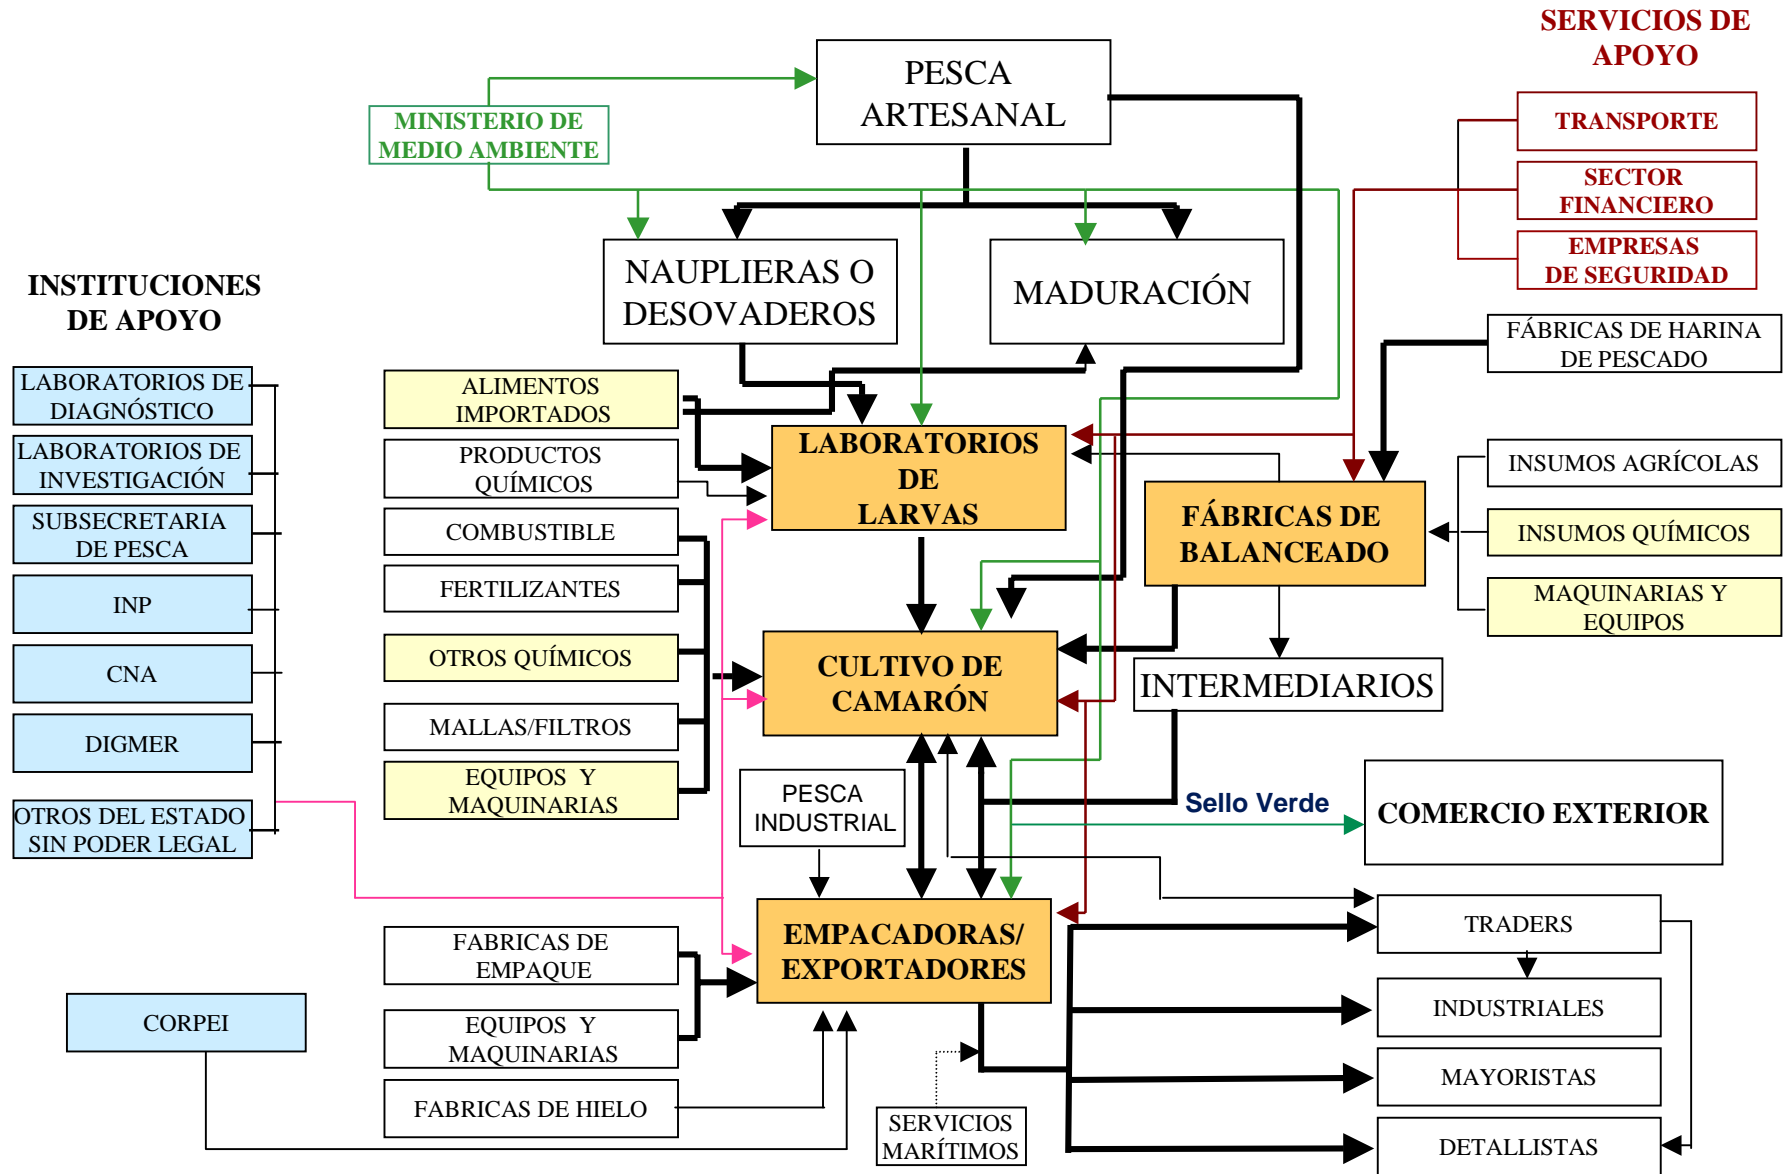 SERVICIOS DE
APOYO
PESCA
ARTESANAL
MINISTERIO DE
MEDIO AMBIENTE
TRANSPORTE
SECTOR
FINANCIERO
EMPRESAS
DE SEGURIDAD
NAUPLIERAS O
DESOVADEROS
MADURACIÓN
INSTITUCIONES
DE APOYO
FÁBRICAS DE HARINA
DE PESCADO
LABORATORIOS DE
DIAGNÓSTICO
LABORATORIOS DE
INVESTIGACIÓN
SUBSECRETARIA
DE PESCA
INP
CNA
DIGMER
OTROS DEL ESTADO
SIN PODER LEGAL
ALIMENTOS
IMPORTADOS
PRODUCTOS
QUÍMICOS
COMBUSTIBLE
FERTILIZANTES
OTROS QUÍMICOS
MALLAS/FILTROS
EQUIPOS Y
MAQUINARIAS
LABORATORIOS
DE
LARVAS
FÁBRICAS DE
BALANCEADO
INSUMOS AGRÍCOLAS
INSUMOS QUÍMICOS
MAQUINARIAS Y
EQUIPOS
CULTIVO DE
CAMARÓN
INTERMEDIARIOS
PESCA
INDUSTRIAL
Sello Verde
COMERCIO EXTERIOR
EMPACADORAS/
EXPORTADORES
TRADERS
INDUSTRIALES
MAYORISTAS
DETALLISTAS
FABRICAS DE
EMPAQUE
EQUIPOS Y
MAQUINARIAS
FABRICAS DE HIELO
CORPEI
SERVICIOS
MARÍTIMOS